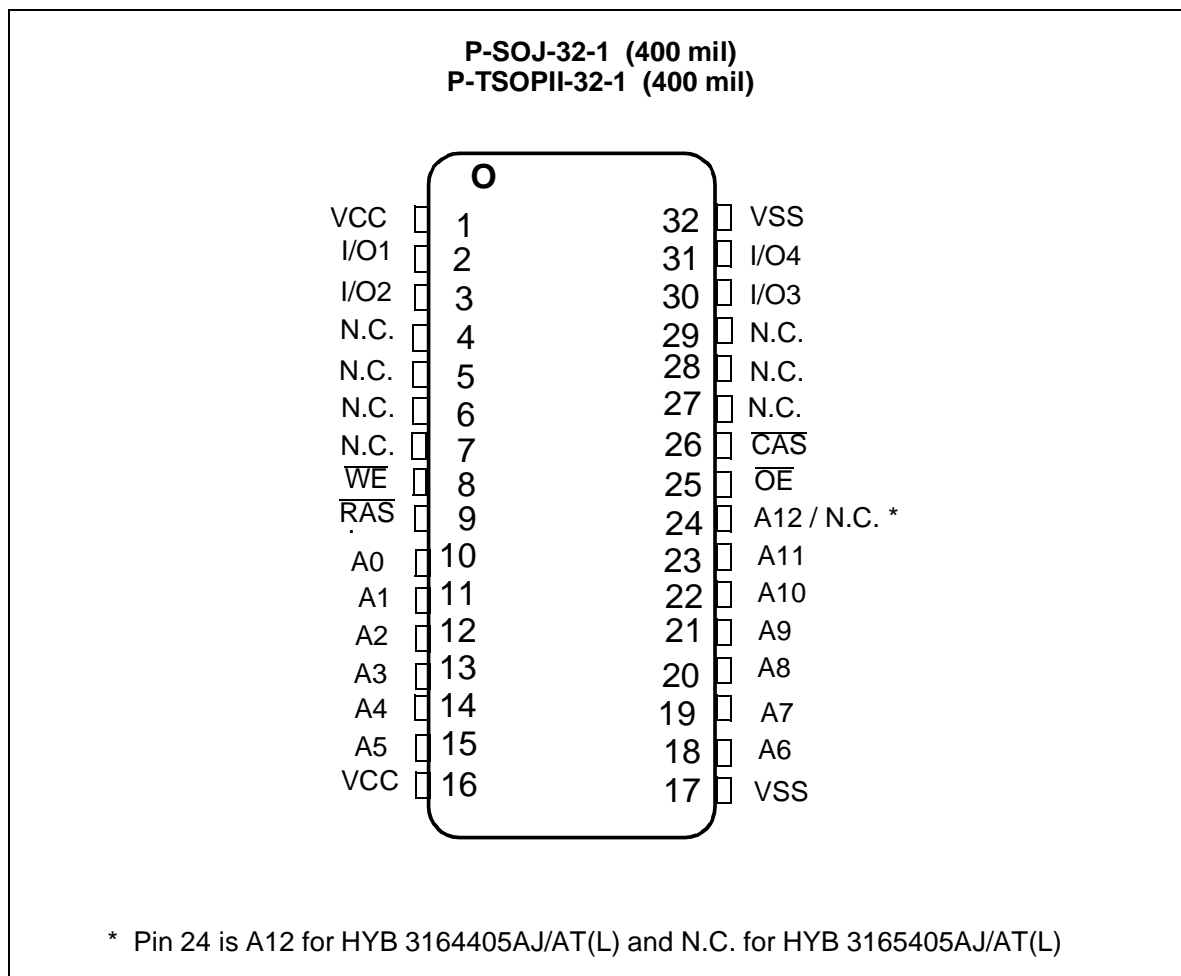 P-SOJ-32-1 (400 mil)
P-TSOPII-32-1 (400 mil)
O
VCC 1 32 VSS
I/O1 2 31 I/O4
I/O2 3 30 I/O3
N.C. 4 29 N.C.
N.C. 5 28 N.C.
N.C. 6 27 N.C.
N.C. 7 26 C̅A̅S̅
W̅E̅ 8 25 O̅E̅
R̅A̅S̅ 9 24 A12 / N.C. *
A0 10 23 A11
A1 11 22 A10
A2 12 21 A9
A3 13 20 A8
A4 14 19 A7
A5 15 18 A6
VCC 16 17 VSS
* Pin 24 is A12 for HYB 3164405AJ/AT(L) and N.C. for HYB 3165405AJ/AT(L)